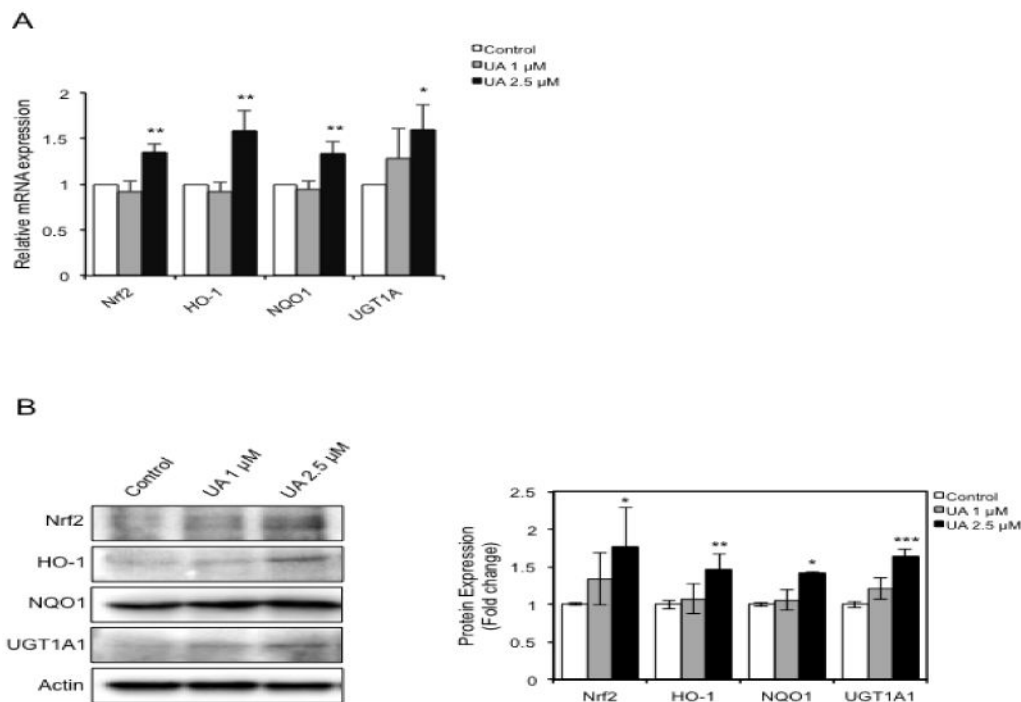 A
Control
UA 1 µM
UA 2.5 µM
Relative mRNA expression
2
1.5
1
0.5
0
** ** ** *
Nrf2 HO-1 NQO1 UGT1A
B
Control UA 1 µM UA 2.5 µM
Nrf2
HO-1
NQO1
UGT1A1
Actin
Protein Expression
(Fold change)
2.5
2
1.5
1
0.5
0
* ** * ***
Control
UA 1 µM
UA 2.5 µM
Nrf2 HO-1 NQO1 UGT1A1